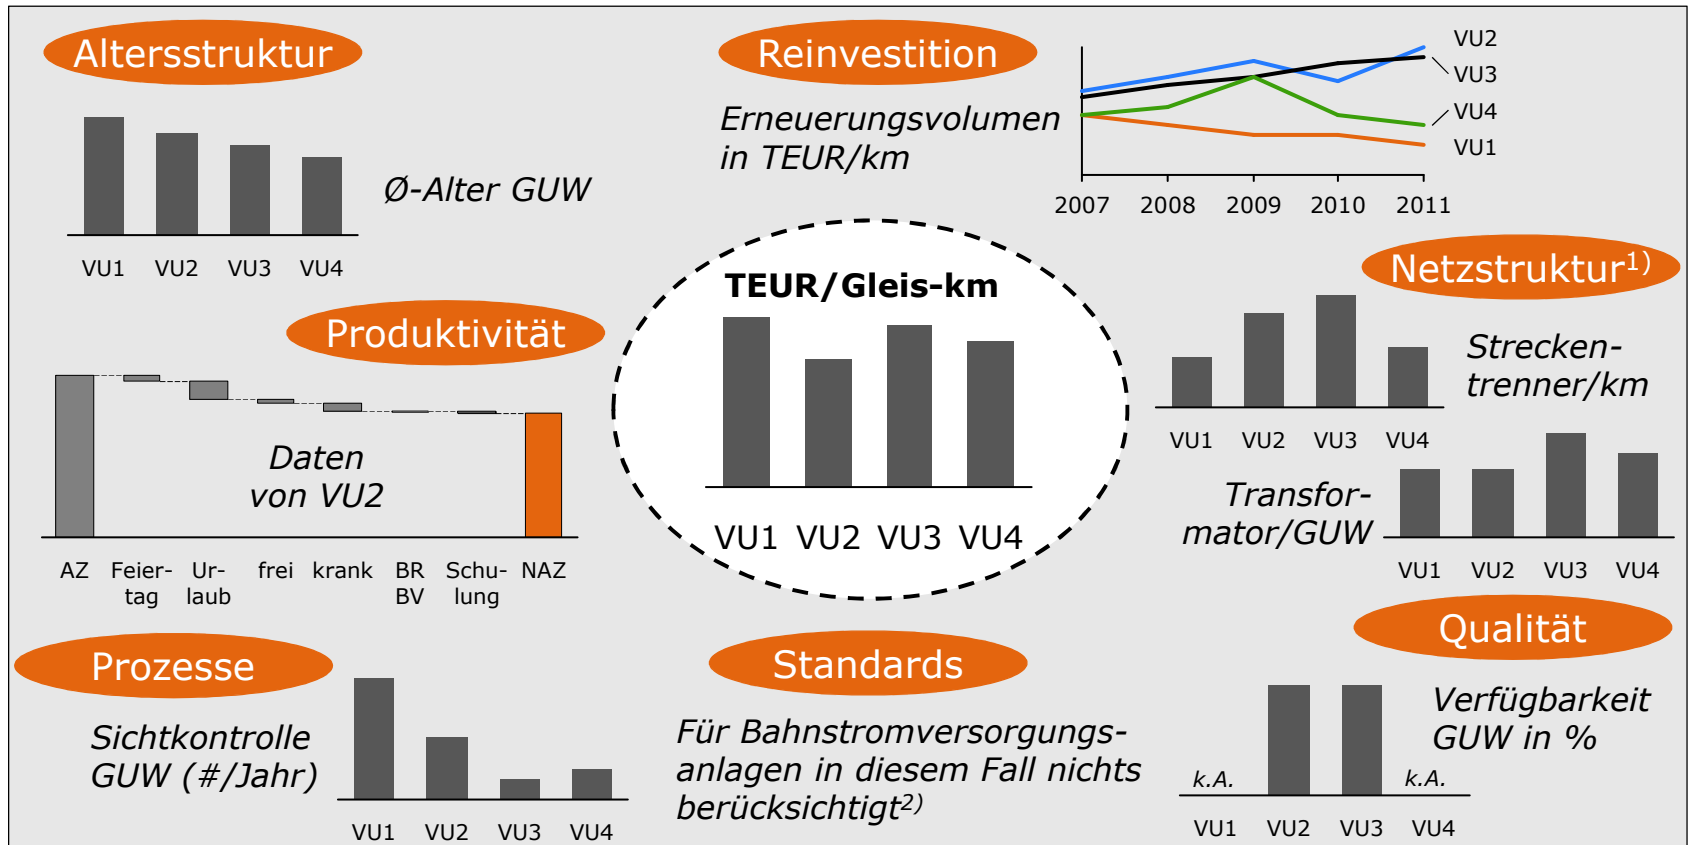 Altersstruktur
Ø-Alter GUW
VU1 VU2 VU3 VU4
Reinvestition
Erneuerungsvolumen
in TEUR/km
VU2
VU3
VU4
VU1
2007 2008 2009 2010 2011
Produktivität
Daten
von VU2
AZ Feier-
tag Ur-
laub frei krank BR
BV Schu-
lung NAZ
TEUR/Gleis-km
VU1 VU2 VU3 VU4
Netzstruktur1)
Strecken-
trenner/km
VU1 VU2 VU3 VU4
Transfor-
mator/GUW
VU1 VU2 VU3 VU4
Prozesse
Sichtkontrolle
GUW (#/Jahr)
VU1 VU2 VU3 VU4
Standards
Für Bahnstromversorgungs-
anlagen in diesem Fall nichts
berücksichtigt2)
Qualität
Verfügbarkeit
GUW in %
k.A. k.A.
VU1 VU2 VU3 VU4